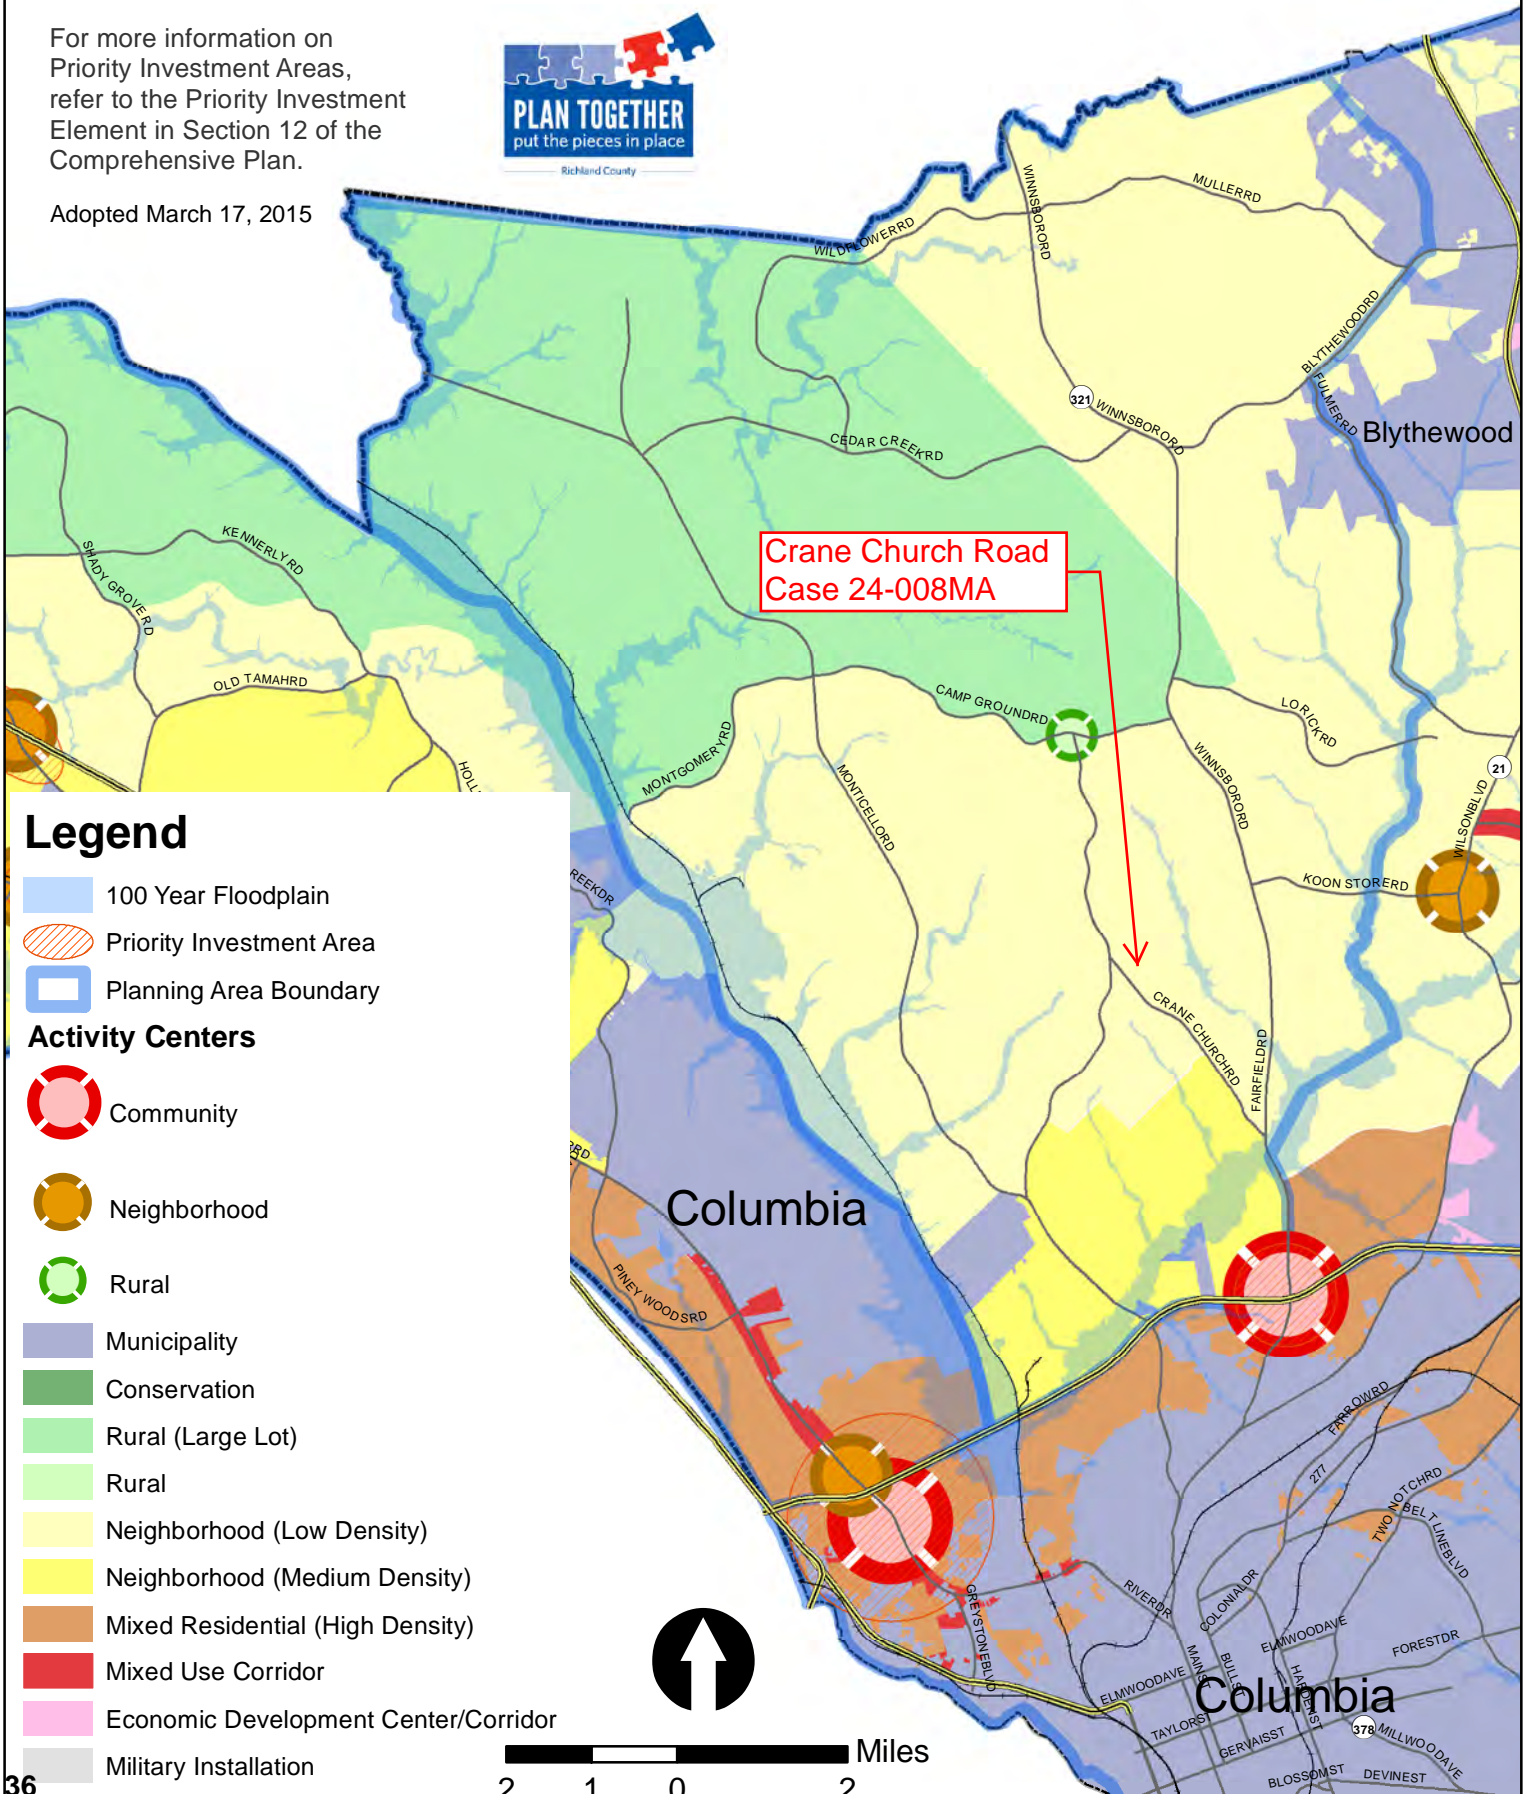 For more information on
Priority Investment Areas,
refer to the Priority Investment
Element in Section 12 of the
Comprehensive Plan.
Adopted March 17, 2015
PLAN TOGETHER
put the pieces in place
Richland County
WILDFLOWERRD
WINNSBORORD
MULLERRD
BLYTHEWOODRD
FULMERRD
321
WINNSBORORD
Blythewood
CEDAR CREEKRD
KENNERLYRD
SHADY GROVERD
Crane Church Road
Case 24-008MA
OLD TAMAHRD
CAMP GROUNDRD
LORICKRD
MONTGOMERYRD
MONTICELLORD
WINNSBORORD
21
WILSONBLVD
HOLL
KOON STORERD
REEKDR
CRANE CHURCHRD
FAIRFIELDRD
RD
Columbia
PINEY WOODSRD
FARROWRD
277
TWO NOTCHRD
BELTLINEBLVD
GREYSTONEBLVD
RIVERDR
COLONIALDR
ELMWOODAVE
FORESTDR
MAINST
BULLST
HARDENST
ELMWOODAVE
Columbia
TAYLORST
GERVAISST
378
MILLWOODAVE
BLOSSOMST
DEVINEST
Legend
100 Year Floodplain
Priority Investment Area
Planning Area Boundary
Activity Centers
Community
Neighborhood
Rural
Municipality
Conservation
Rural (Large Lot)
Rural
Neighborhood (Low Density)
Neighborhood (Medium Density)
Mixed Residential (High Density)
Mixed Use Corridor
Economic Development Center/Corridor
Military Installation
Miles
2 1 0 2
36